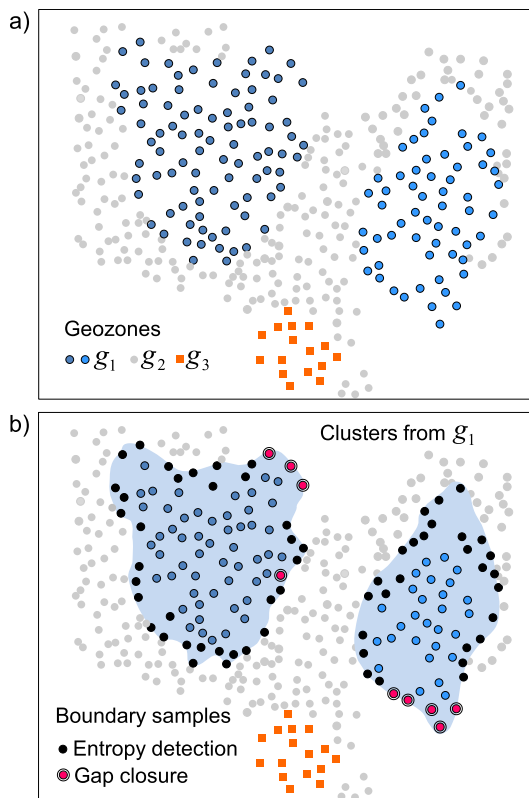 a)
Geozones
g1 g2 g3
b)
Clusters from g1
Boundary samples
Entropy detection
Gap closure